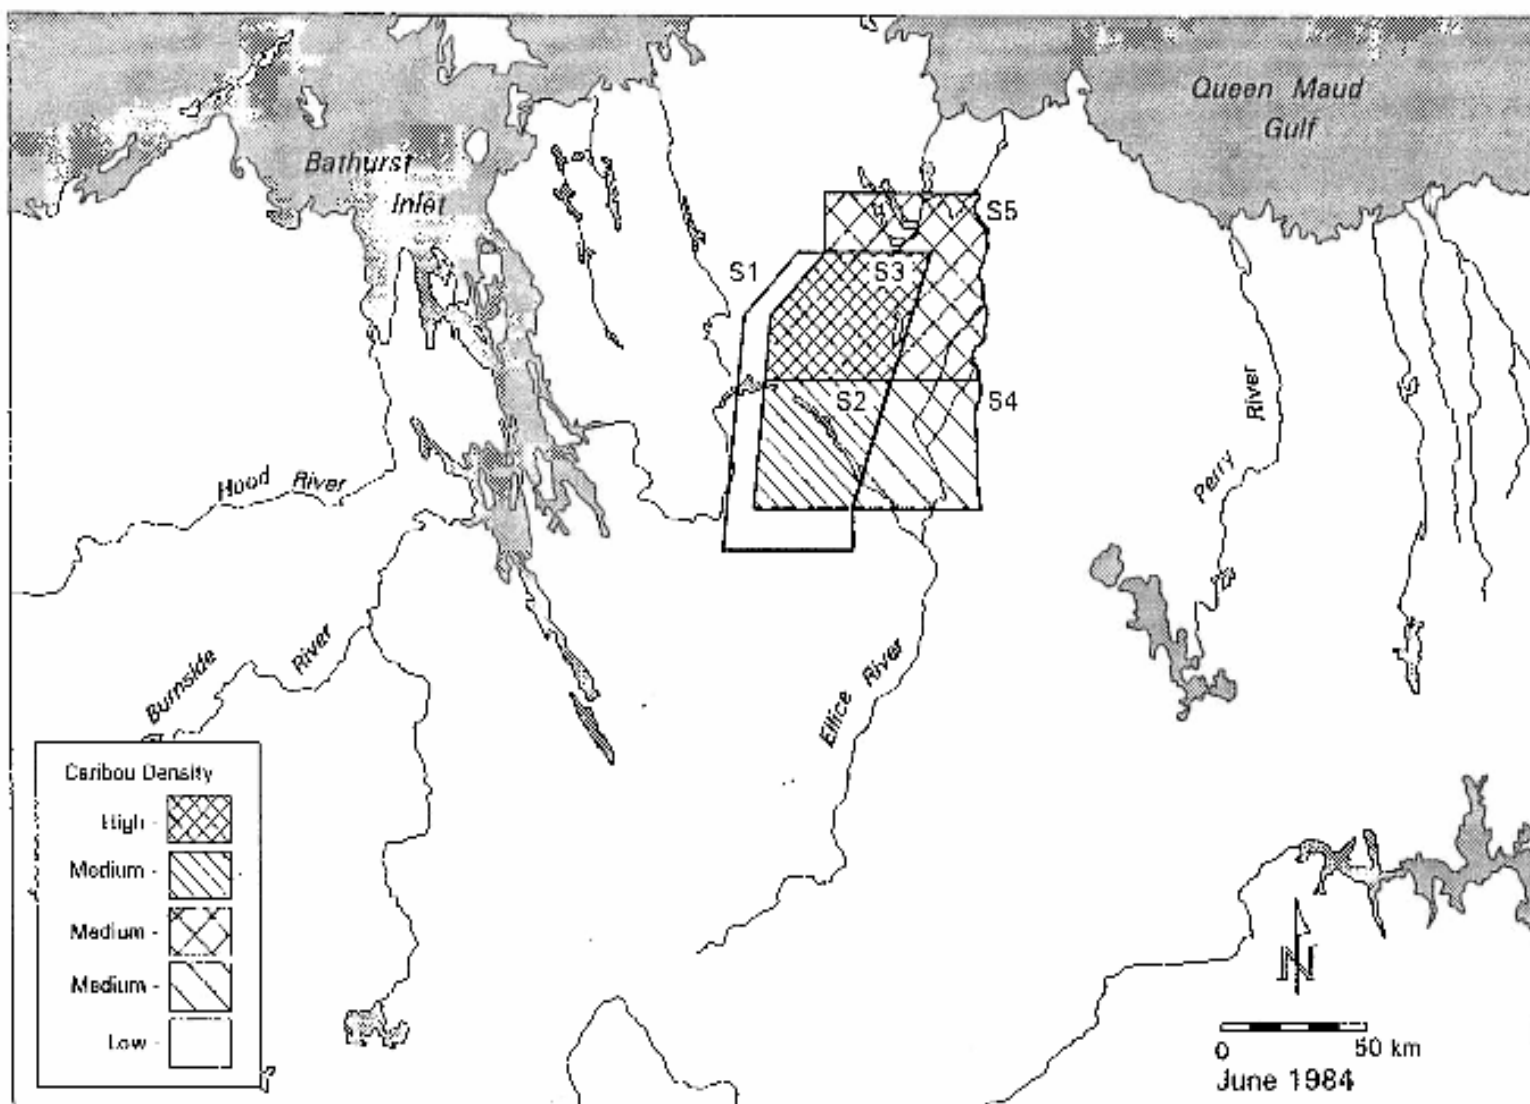 Queen Maud
Gulf
Bathurst
Inlet
S5
S1
S3
S2
S4
Hood River
Perry River
Burnside River
Ellice River
Caribou Density
High -
Medium -
Medium -
Medium -
Low -
N
0 50 km
June 1984